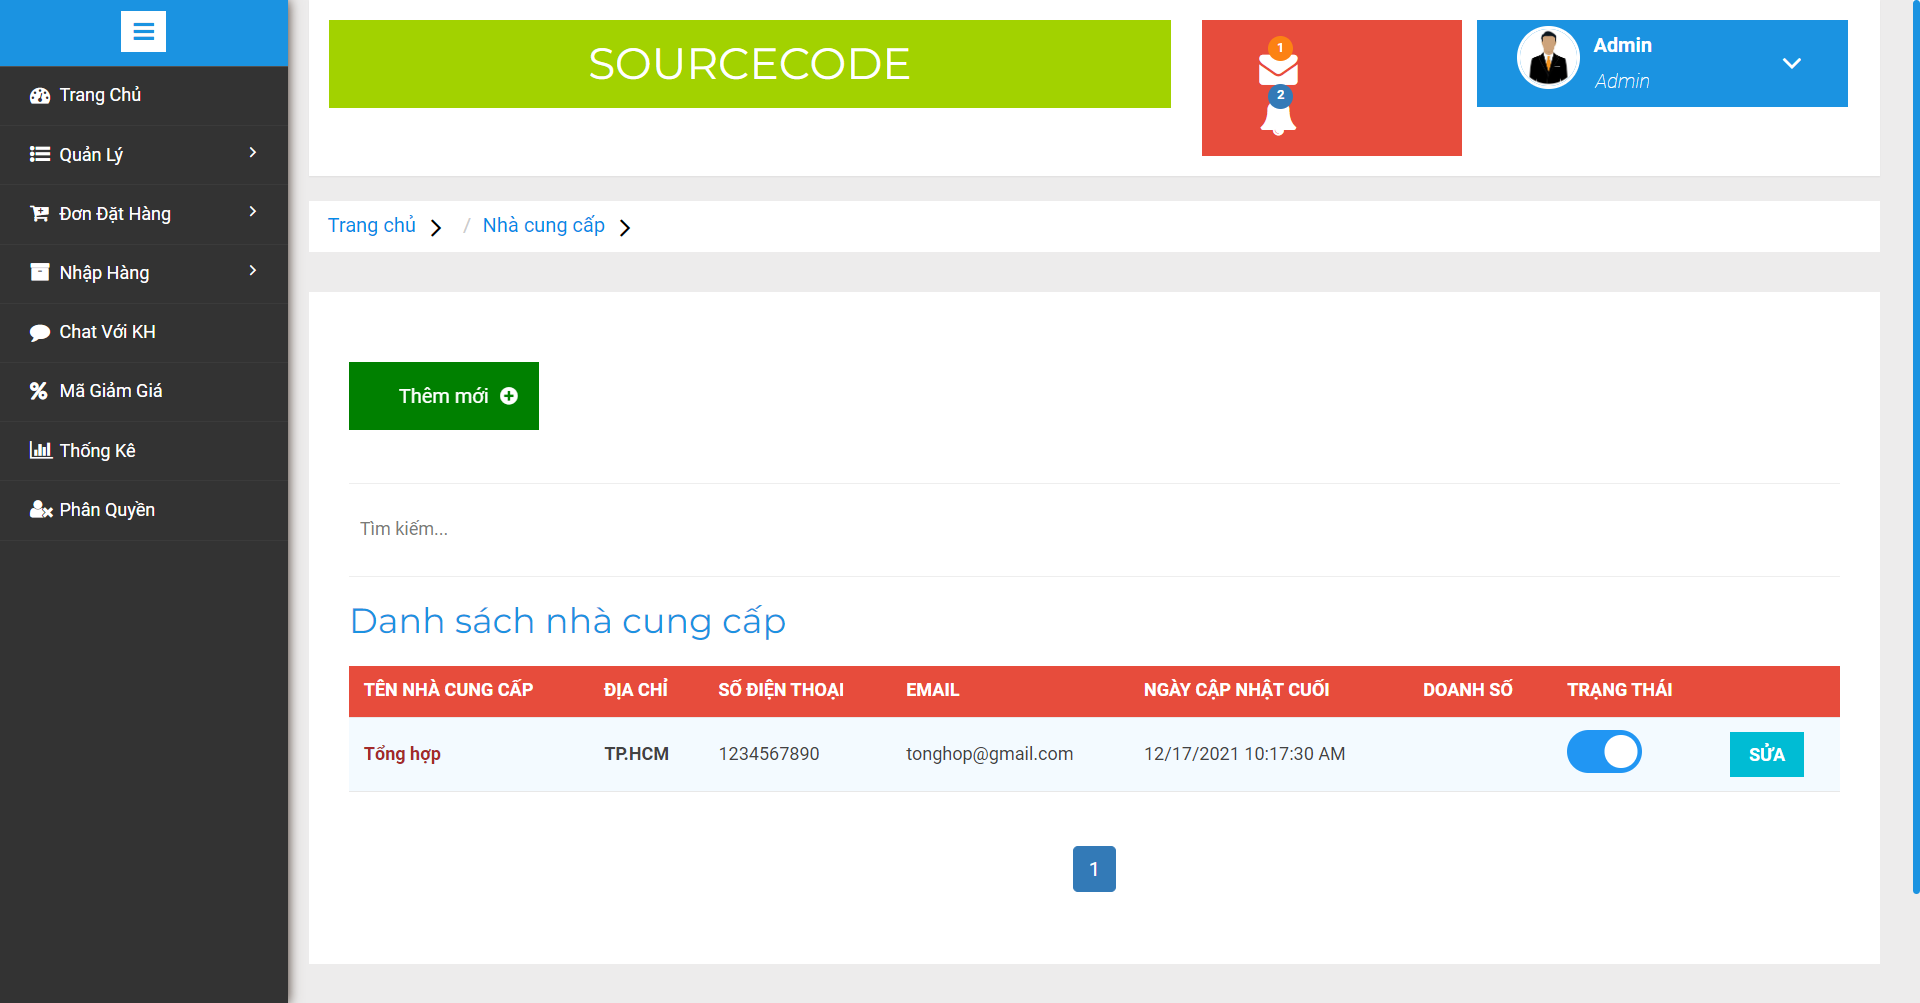 Trang Chủ
Quản Lý
Đơn Đặt Hàng
Nhập Hàng
Chat Với KH
Mã Giảm Giá
Thống Kê
Phân Quyền
SOURCECODE
1
2
Admin
Admin
Trang chủ / Nhà cung cấp
Thêm mới
Tìm kiếm...
Danh sách nhà cung cấp
TÊN NHÀ CUNG CẤP ĐỊA CHỈ SỐ ĐIỆN THOẠI EMAIL NGÀY CẬP NHẬT CUỐI DOANH SỐ TRẠNG THÁI
Tổng hợp TP.HCM 1234567890 tonghop@gmail.com 12/17/2021 10:17:30 AM SỬA
1